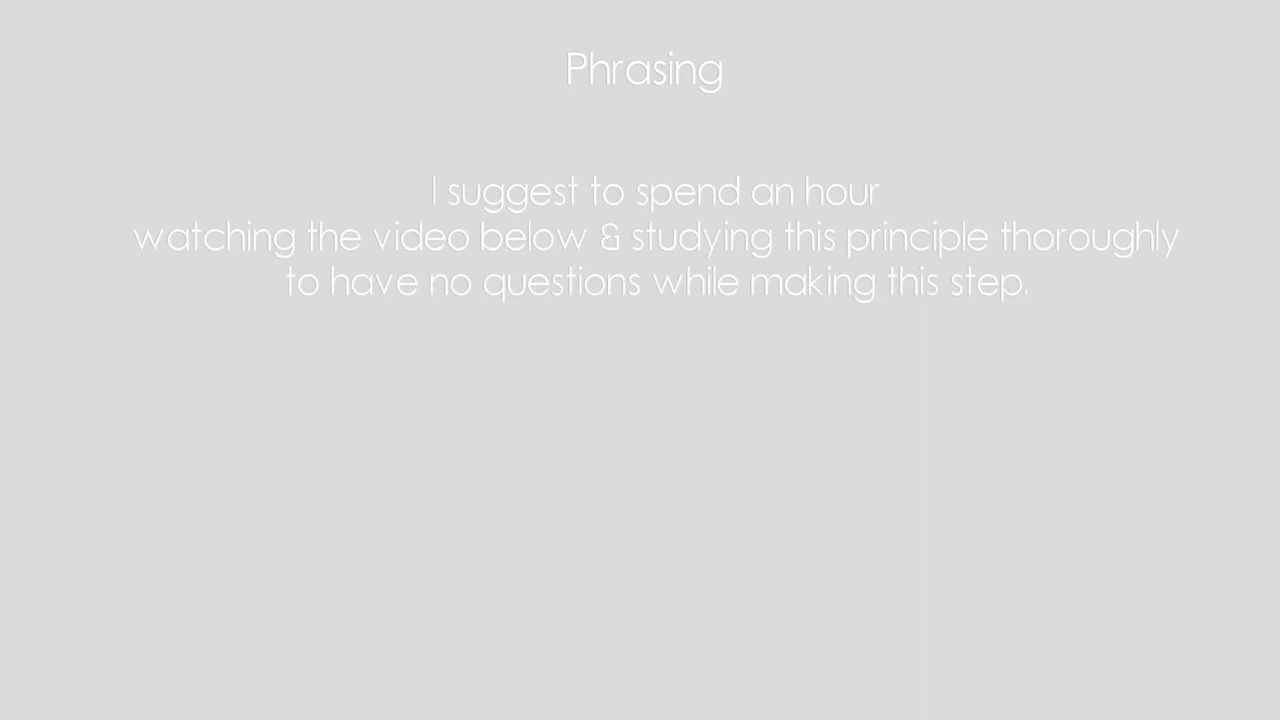 Phrasing
I suggest to spend an hour
watching the video below & studying this principle thoroughly
to have no questions while making this step.